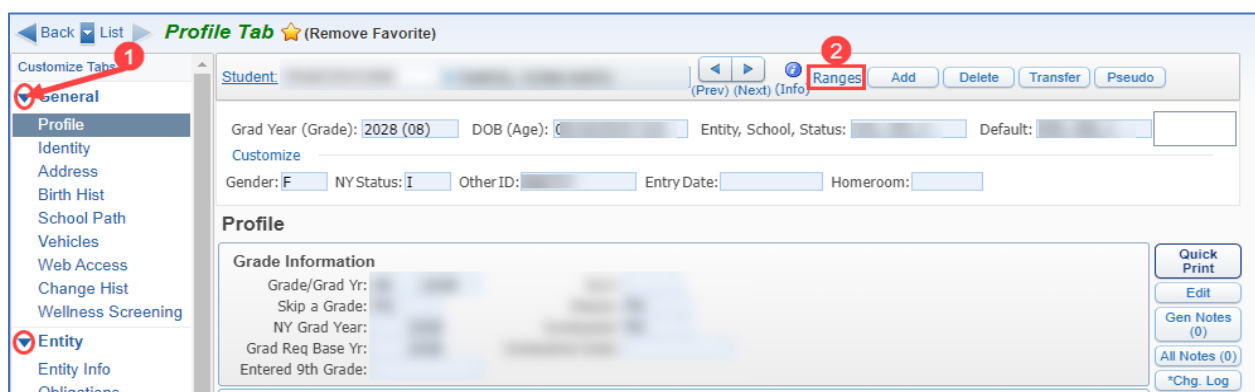 Back List Profile Tab (Remove Favorite)
1
2
Customize Tabs
General
Profile
Identity
Address
Birth Hist
School Path
Vehicles
Web Access
Change Hist
Wellness Screening
Entity
Entity Info
Obligations
Student: (Prev) (Next) (Info) Ranges Add Delete Transfer Pseudo
Grad Year (Grade): 2028 (08) DOB (Age): Entity, School, Status: Default:
Customize
Gender: F NY Status: I Other ID: Entry Date: Homeroom:
Profile
Grade Information
Grade/Grad Yr:
Skip a Grade:
NY Grad Year:
Grad Req Base Yr:
Entered 9th Grade:
Quick
Print
Edit
Gen Notes
(0)
All Notes (0)
*Chg. Log